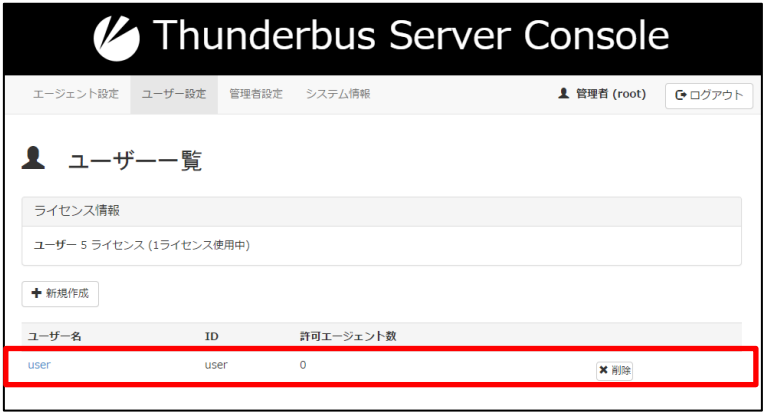 Thunderbus Server Console
エージェント設定 ユーザー設定 管理者設定 システム情報 管理者 (root) ログアウト
ユーザー一覧
ライセンス情報
ユーザー 5 ライセンス (1ライセンス使用中)
新規作成
ユーザー名 ID 許可エージェント数
user user 0 削除